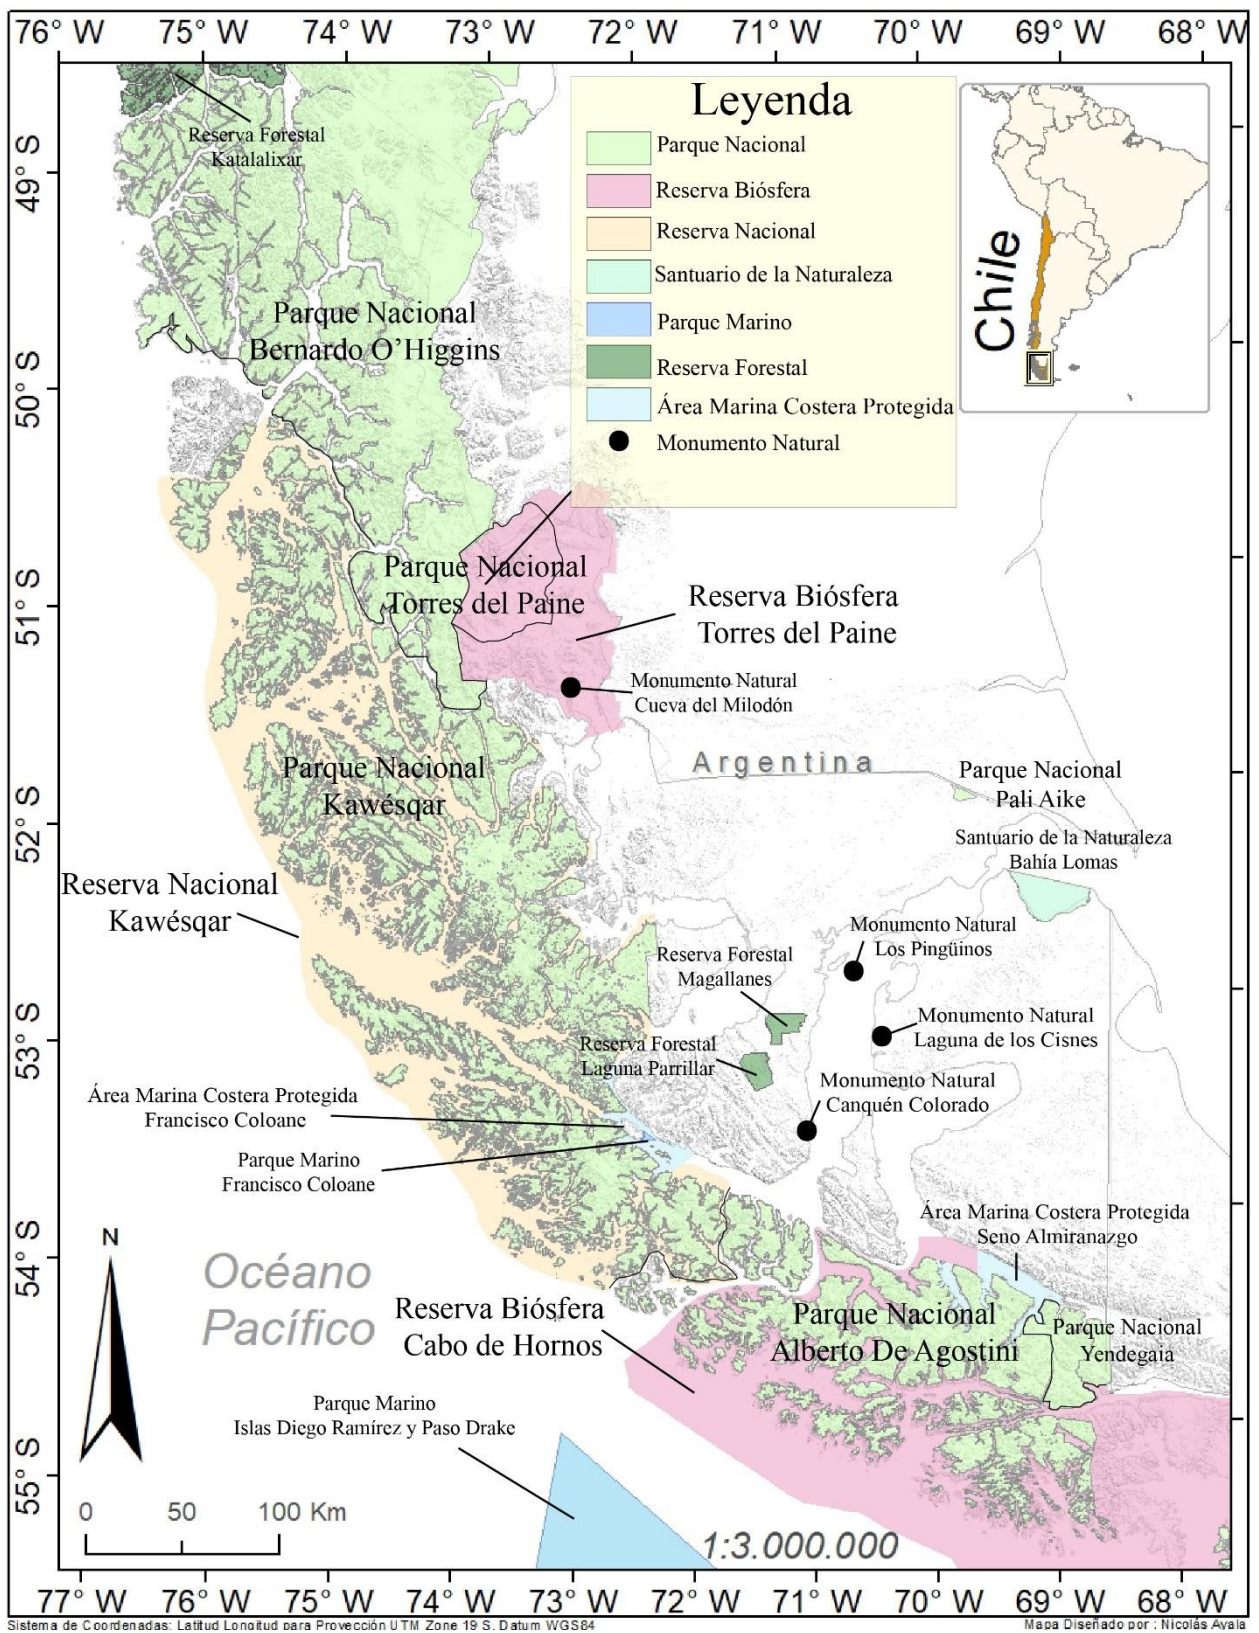 76° W 75° W 74° W 73° W 72° W 71° W 70° W 69° W 68° W
Leyenda
Parque Nacional
Reserva Biósfera
Reserva Nacional
Santuario de la Naturaleza
Parque Marino
Reserva Forestal
Área Marina Costera Protegida
Monumento Natural
Chile
Reserva Forestal
Katalalixar
49° S
Parque Nacional
Bernardo O’Higgins
50° S
Parque Nacional
Torres del Paine
51° S
Reserva Biósfera
Torres del Paine
Monumento Natural
Cueva del Milodón
Argentina
Parque Nacional
Kawésqar
Parque Nacional
Pali Aike
52° S
Santuario de la Naturaleza
Bahía Lomas
Reserva Nacional
Kawésqar
Monumento Natural
Los Pingüinos
Reserva Forestal
Magallanes
53° S
Monumento Natural
Laguna de los Cisnes
Reserva Forestal
Laguna Parrillar
Monumento Natural
Canquén Colorado
Área Marina Costera Protegida
Francisco Coloane
Parque Marino
Francisco Coloane
Área Marina Costera Protegida
Seno Almiranazgo
N
54° S
Océano
Pacífico
Reserva Biósfera
Cabo de Hornos
Parque Nacional
Alberto De Agostini
Parque Nacional
Yendegaia
Parque Marino
Islas Diego Ramírez y Paso Drake
55° S
0 50 100 Km
1:3.000.000
77° W 76° W 75° W 74° W 73° W 72° W 71° W 70° W 69° W 68° W
Sistema de Coordenadas: Latitud Longitud para Proyección UTM Zone 19 S. Datum WGS84
Mapa Diseñado por : Nicolás Ayala